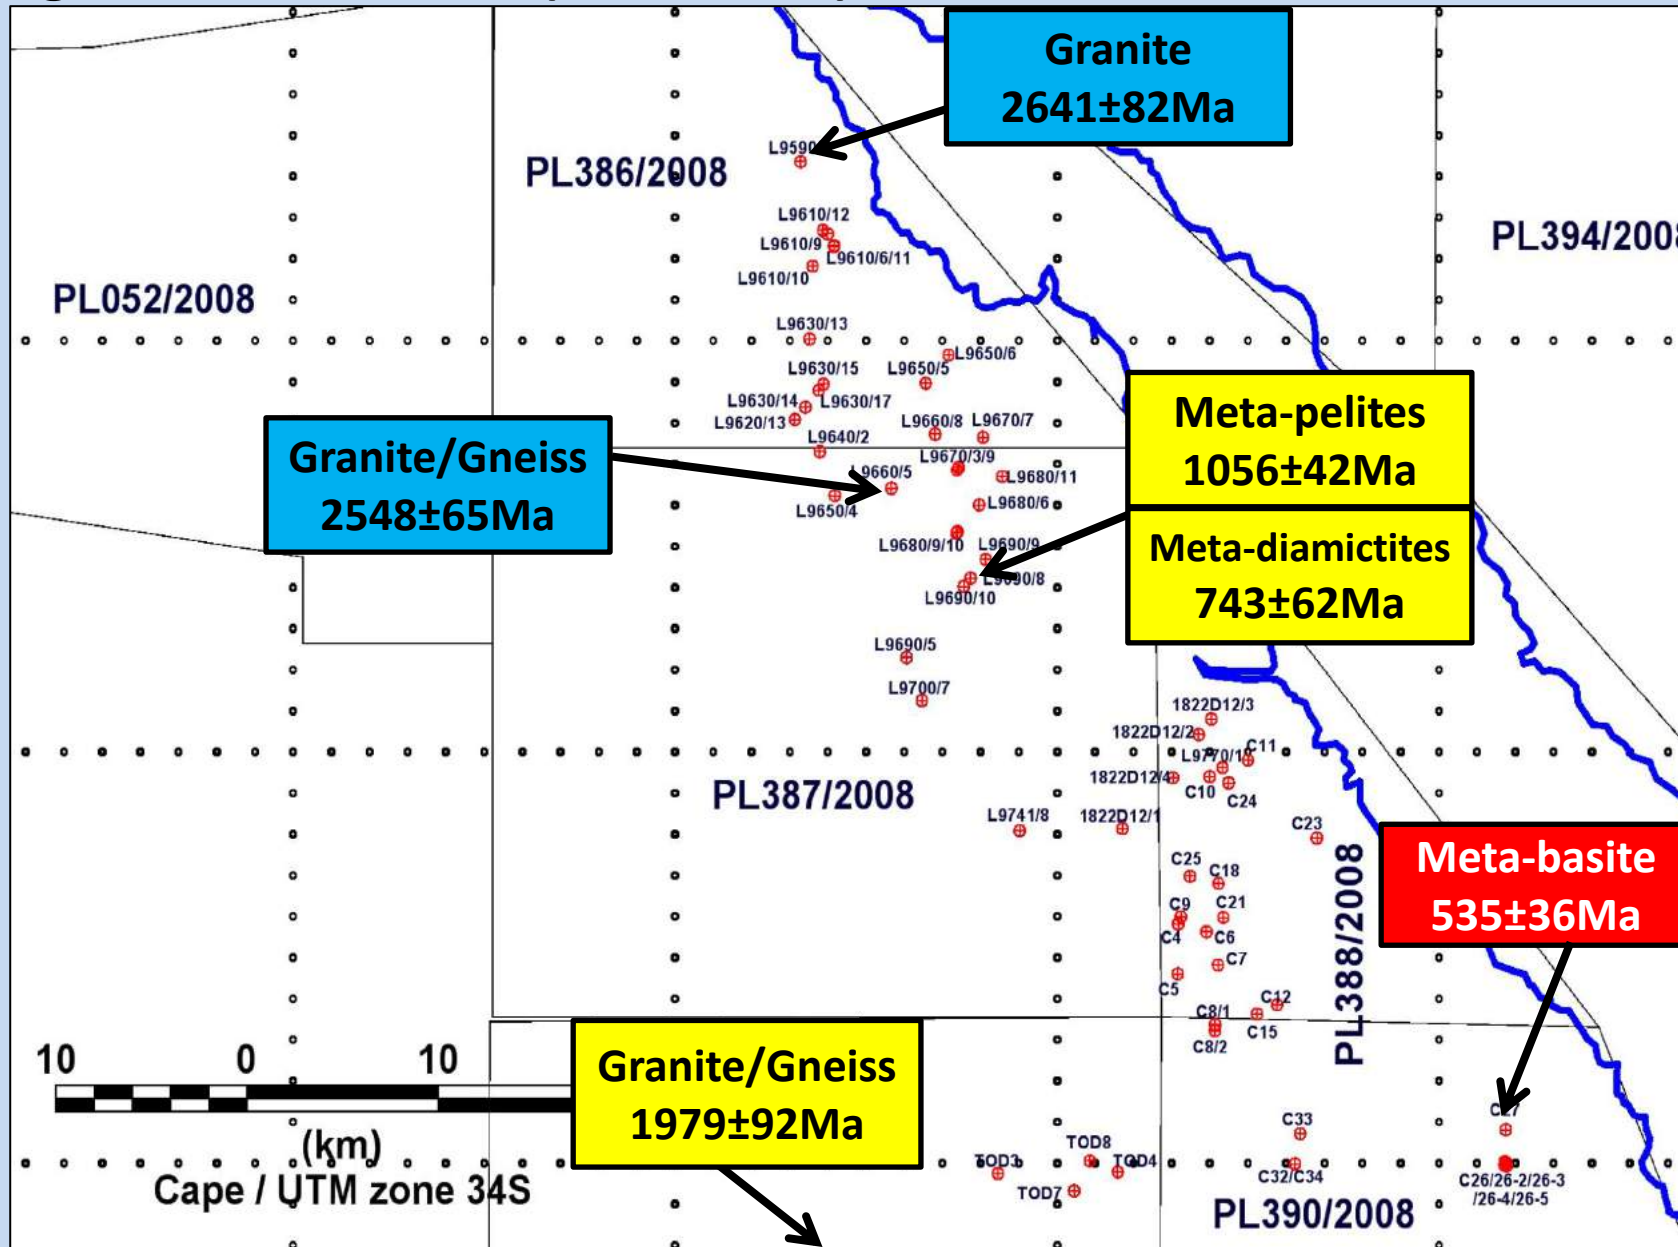 Granite
2641±82Ma
L9590
PL386/2008
L9610/12
PL394/2008
L9610/9
L9610/6/11
L9610/10
PL052/2008
L9630/13
L9650/6
L9630/15
L9650/5
L9630/14
L9630/17
L9620/13
L9660/8
L9670/7
L9640/2
Meta-pelites
1056±42Ma
Granite/Gneiss
2548±65Ma
L9670/3/9
L9660/5
L9680/11
L9650/4
L9680/6
Meta-diamictites
743±62Ma
L9680/9/10
L9690/9
L9690/8
L9690/10
L9690/5
L9700/7
1822D12/3
1822D12/2
C11
L9770/1
1822D12/4
C10
C24
PL387/2008
L9741/8
1822D12/1
C23
PL388/2008
Meta-basite
535±36Ma
C25
C18
C9
C21
C4
C6
C7
C5
C12
C8/1
C15
C8/2
10 0 10
(km)
Cape / UTM zone 34S
Granite/Gneiss
1979±92Ma
C27
C33
TOD8
TOD3
TOD4
TOD7
C32/C34
C26/26-2/26-3
/26-4/26-5
PL390/2008